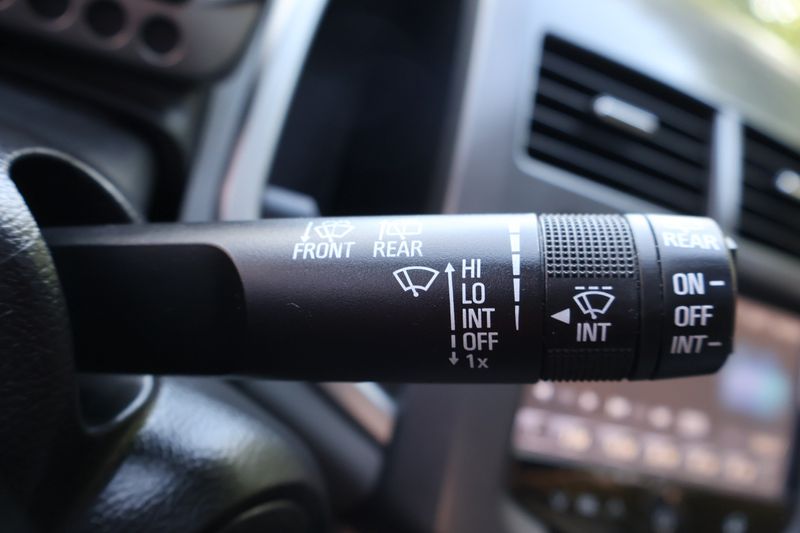 FRONT REAR
HI
LO
INT
OFF
1x
INT
REAR
ON
OFF
INT